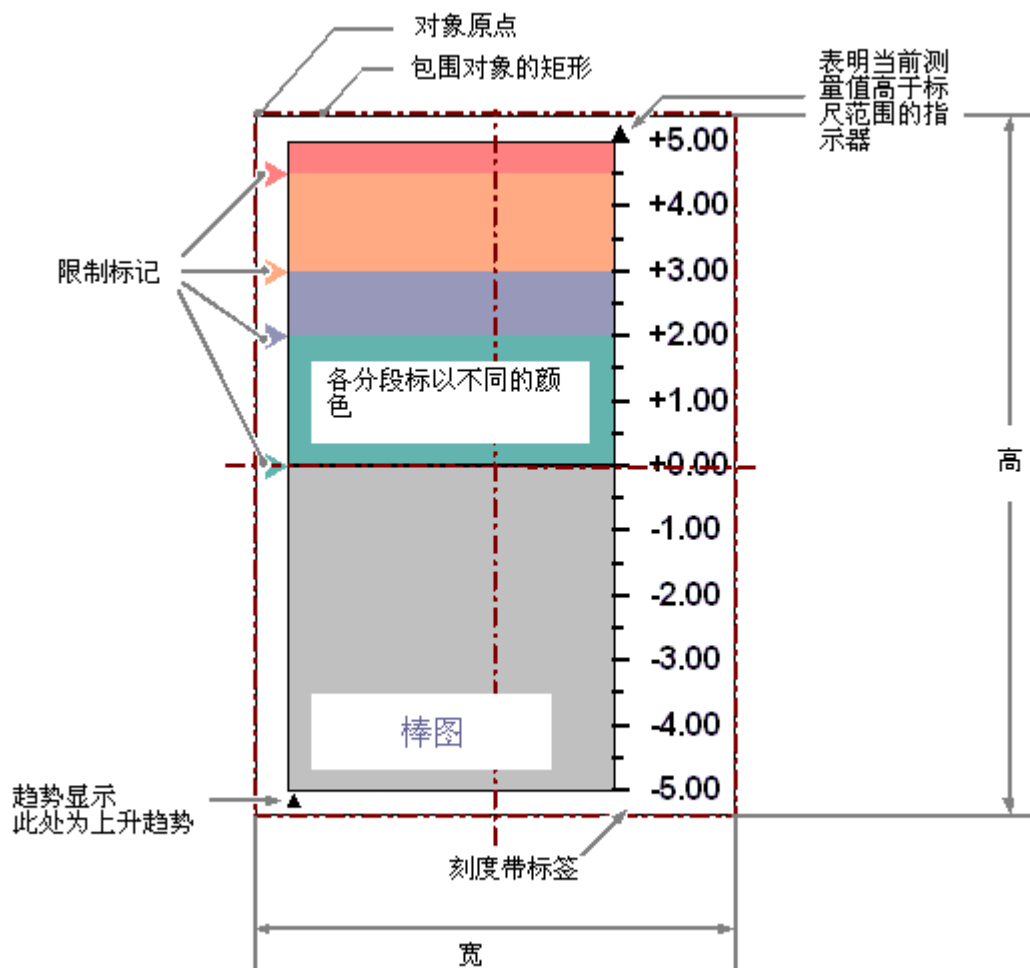 对象原点
包围对象的矩形
表明当前测
量值高于标
尺范围的指
示器
+5.00
+4.00
限制标记
+3.00
+2.00
各分段标以不同的颜
色
+1.00
+0.00
高
-1.00
-2.00
-3.00
棒图
-4.00
-5.00
趋势显示
此处为上升趋势
刻度带标签
宽